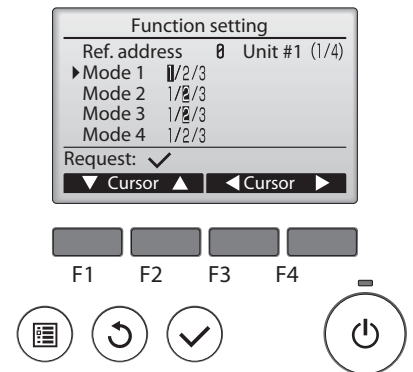 Function setting
Ref. address 0 Unit #1 (1/4)
▶Mode 1 1/2/3
Mode 2 1/2/3
Mode 3 1/2/3
Mode 4 1/2/3
Request: ✓
▼ Cursor ▲ ◀ Cursor ▶
F1 F2 F3 F4